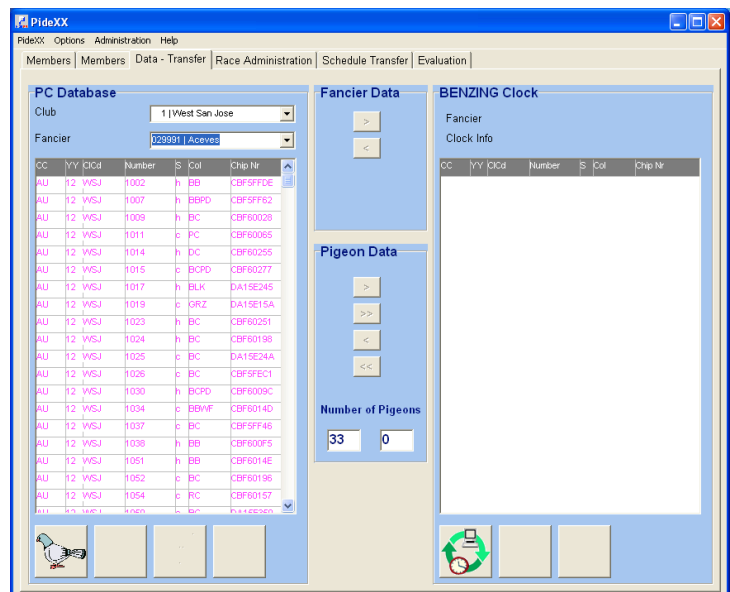 PideXX
PideXX Options Administration Help
Members Members Data - Transfer Race Administration Schedule Transfer Evaluation
PC Database
Club 1 | West San Jose
Fancier 029991 | Aceves
CC YY ClCd Number S Col Chip Nr
AU 12 WSJ 1002 h BB CBF5FFDE
AU 12 WSJ 1007 h BBPD CBF5FF62
AU 12 WSJ 1009 h BC CBF60028
AU 12 WSJ 1011 c PC CBF60065
AU 12 WSJ 1014 h DC CBF60255
AU 12 WSJ 1015 c BCPD CBF60277
AU 12 WSJ 1017 h BLK DA15E245
AU 12 WSJ 1019 c GRZ DA15E15A
AU 12 WSJ 1023 h BC CBF60251
AU 12 WSJ 1024 h BC CBF60198
AU 12 WSJ 1025 c BC DA15E24A
AU 12 WSJ 1026 c BC CBF5FEC1
AU 12 WSJ 1030 h BCPD CBF6009C
AU 12 WSJ 1034 c BBWF CBF6014D
AU 12 WSJ 1037 c BC CBF5FF46
AU 12 WSJ 1038 h BB CBF600F5
AU 12 WSJ 1051 h BB CBF6014E
AU 12 WSJ 1052 c BC CBF60196
AU 12 WSJ 1054 c RC CBF60157
AU 12 WSJ 1060 c BC
Fancier Data
>
<
Pigeon Data
>
>>
<
<<
Number of Pigeons
33 0
BENZING Clock
Fancier
Clock Info
CC YY ClCd Number S Col Chip Nr